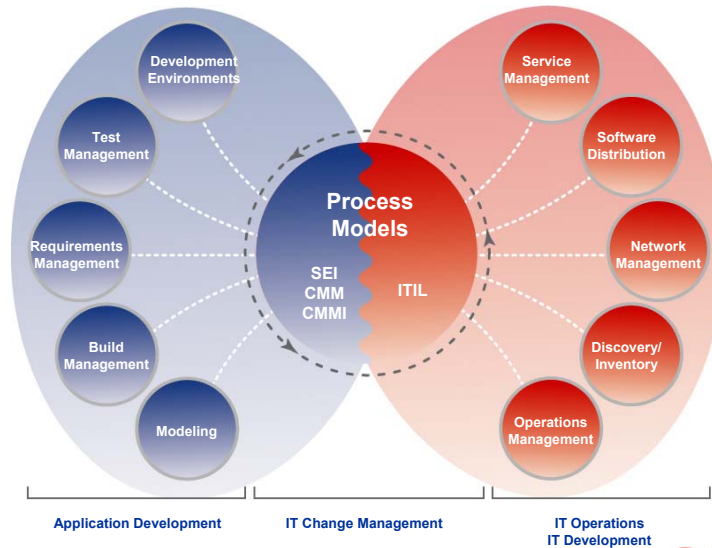 Development
Environments
Test
Management
Requirements
Management
Build
Management
Modeling
Process
Models
SEI
CMM
CMMI
ITIL
Service
Management
Software
Distribution
Network
Management
Discovery/
Inventory
Operations
Management
Application Development
IT Change Management
IT Operations
IT Development